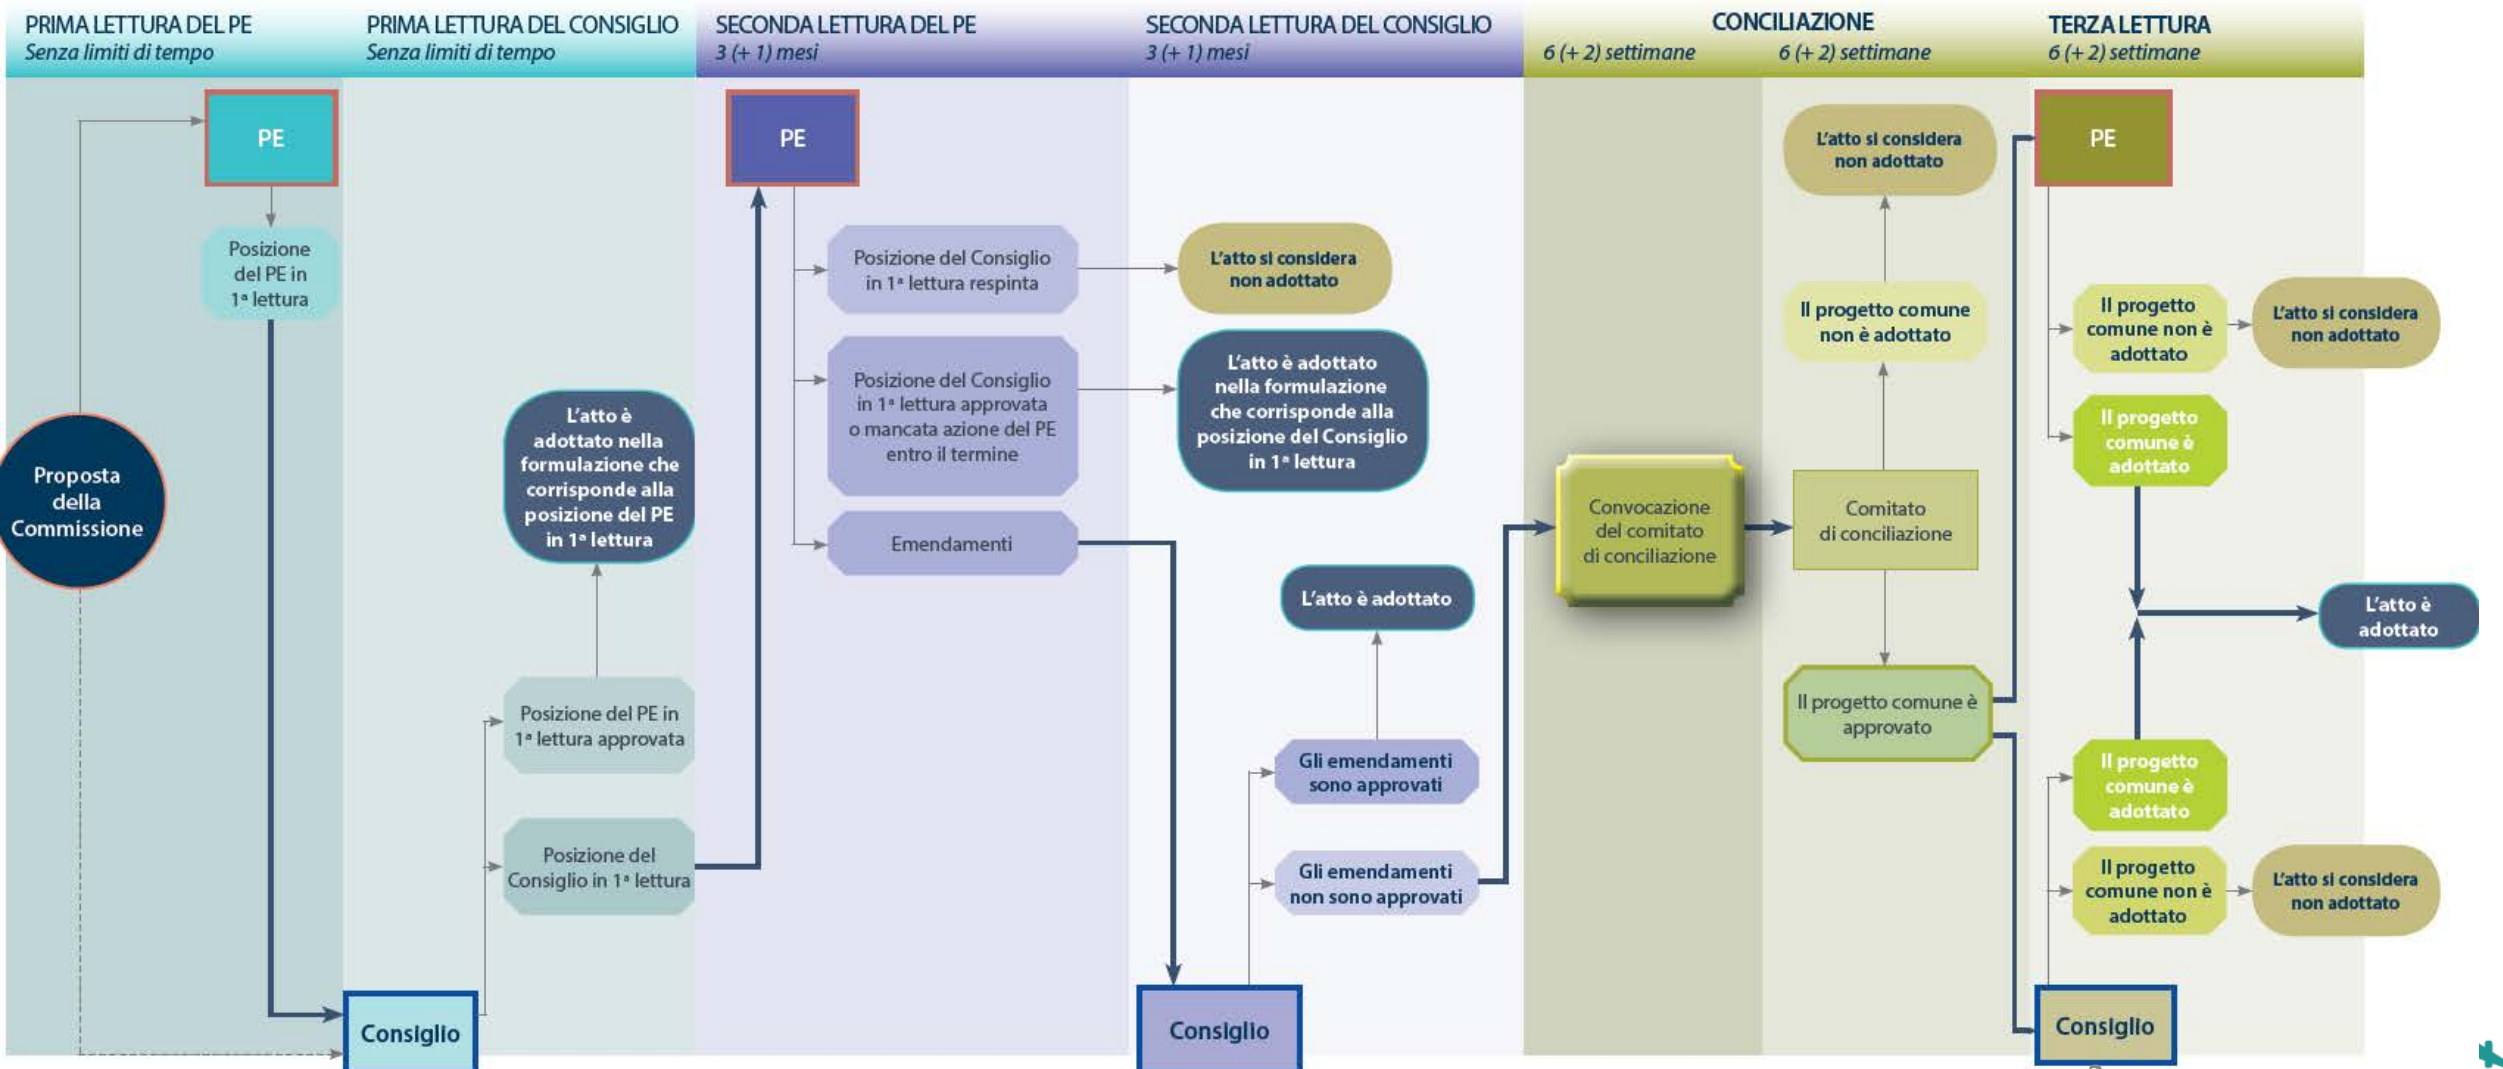 PRIMA LETTURA DEL PE
Senza limiti di tempo
PRIMA LETTURA DEL CONSIGLIO
Senza limiti di tempo
SECONDA LETTURA DEL PE
3 (+ 1) mesi
SECONDA LETTURA DEL CONSIGLIO
3 (+ 1) mesi
CONCILIAZIONE
6 (+ 2) settimane
6 (+ 2) settimane
TERZA LETTURA
6 (+ 2) settimane
PE
Posizione
del PE in
1ª lettura
Proposta
della
Commissione
L'atto è
adottato nella
formulazione che
corrisponde alla
posizione del PE
in 1ª lettura
Posizione del PE in
1ª lettura approvata
Posizione del
Consiglio in 1ª lettura
Consiglio
PE
Posizione del Consiglio
in 1ª lettura respinta
Posizione del Consiglio
in 1ª lettura approvata
o mancata azione del PE
entro il termine
Emendamenti
L'atto si considera
non adottato
L'atto è adottato
nella formulazione
che corrisponde alla
posizione del Consiglio
in 1ª lettura
L'atto è adottato
Gli emendamenti
sono approvati
Gli emendamenti
non sono approvati
Consiglio
Convocazione
del comitato
di conciliazione
L'atto si considera
non adottato
Il progetto comune
non è adottato
Comitato
di conciliazione
Il progetto comune è
approvato
PE
Il progetto
comune non è
adottato
L'atto si considera
non adottato
Il progetto
comune è
adottato
L'atto è
adottato
Il progetto
comune è
adottato
Il progetto
comune non è
adottato
L'atto si considera
non adottato
Consiglio